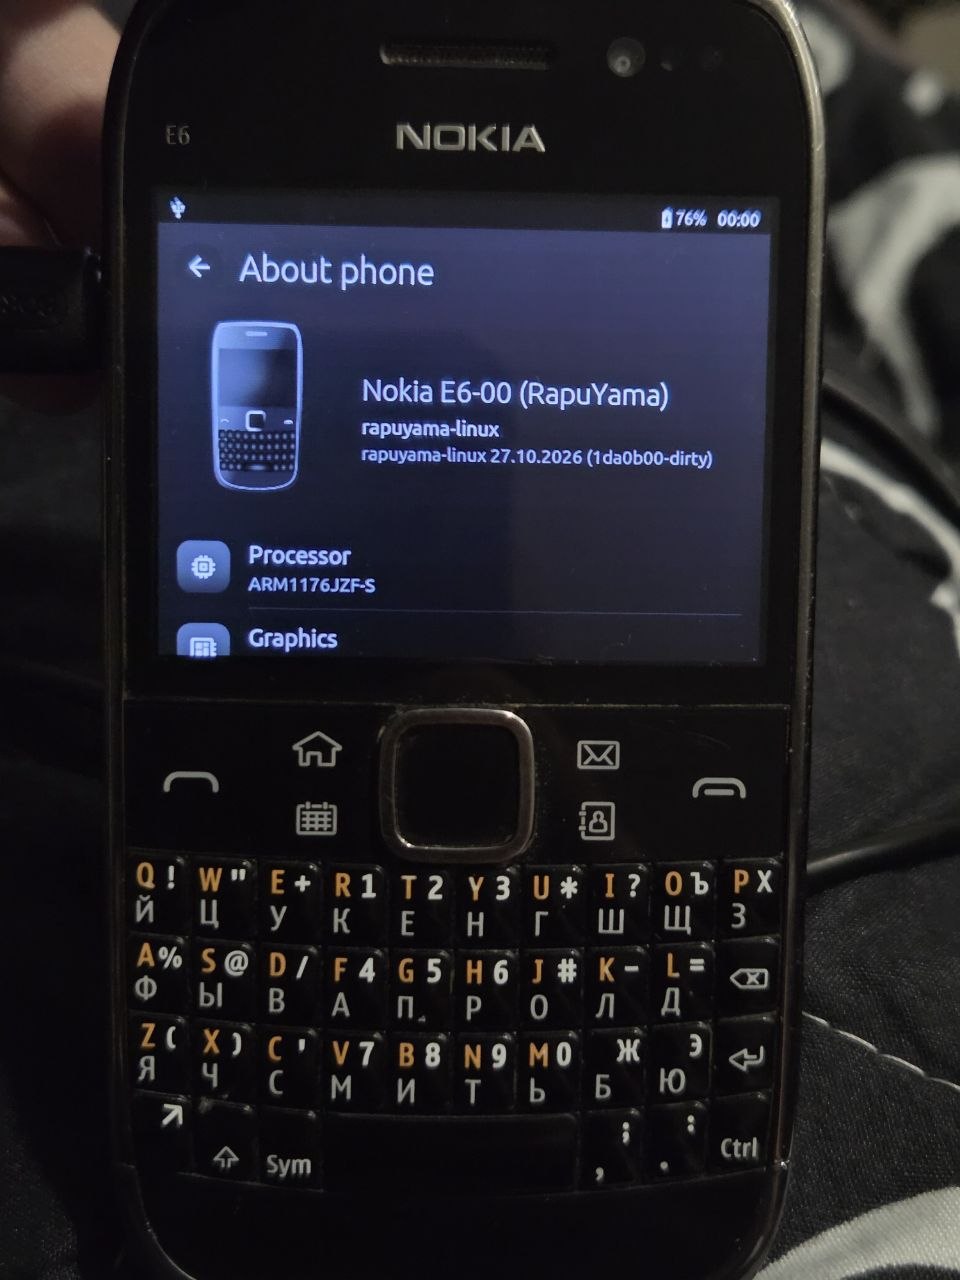 E6
NOKIA
76% 00:00
About phone
Nokia E6-00 (RapuYama)
rapuyama-linux
rapuyama-linux 27.10.2026 (1da0b00-dirty)
Processor
ARM1176JZF-S
Graphics
Q ! W " E + R 1 T 2 Y 3 U * I ? O Ъ P Х
Й Ц У К Е Н Г Ш Щ З
A % S @ D / F 4 G 5 H 6 J # K - L =
Ф Ы В А П Р О Л Д
Z ( X ) C ' V 7 B 8 N 9 M 0 Ж Э
Я Ч С М И Т Ь Б Ю
; :
Sym , . Ctrl